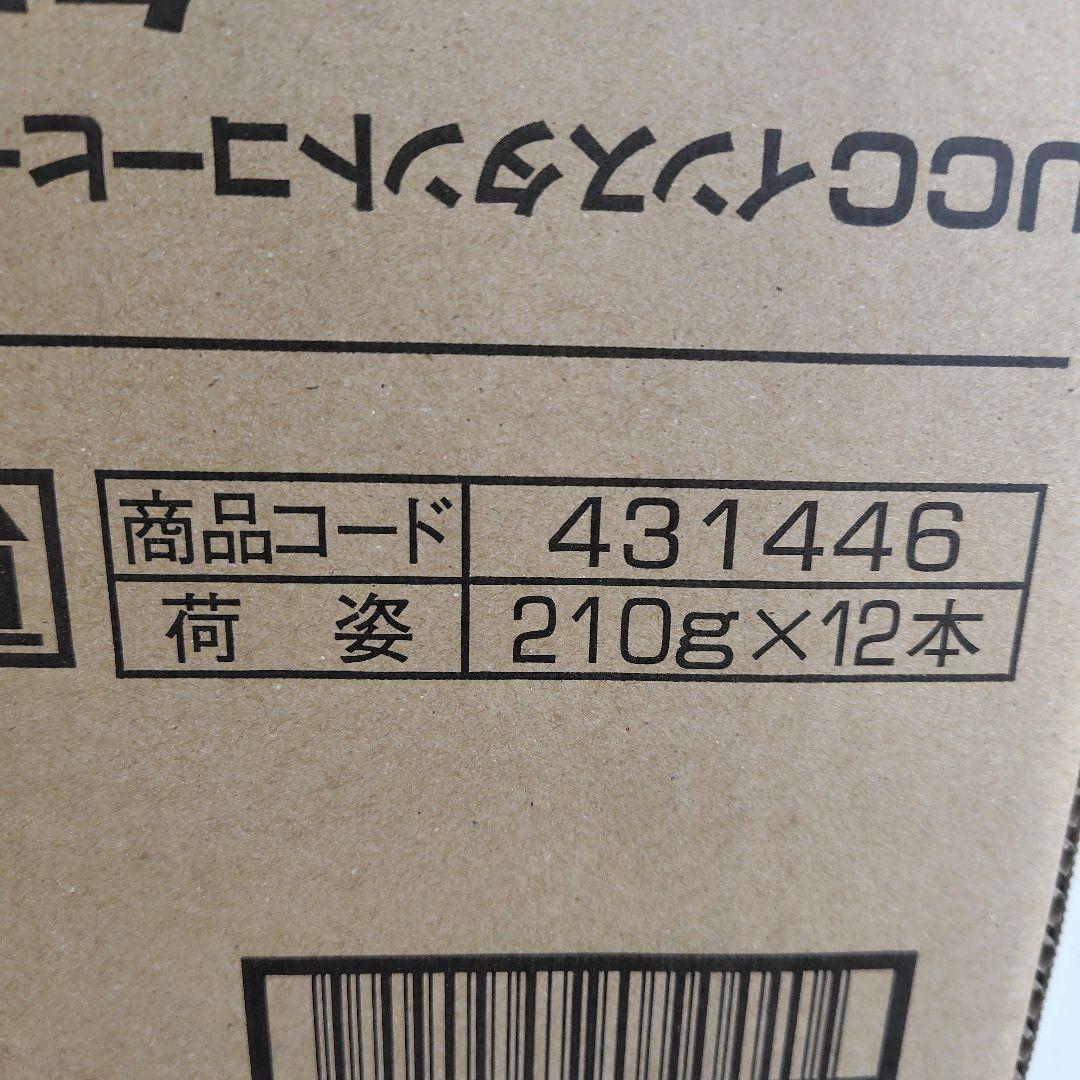 UCCインスタントコーヒー
商品コード 431446
荷 姿 210g×12本